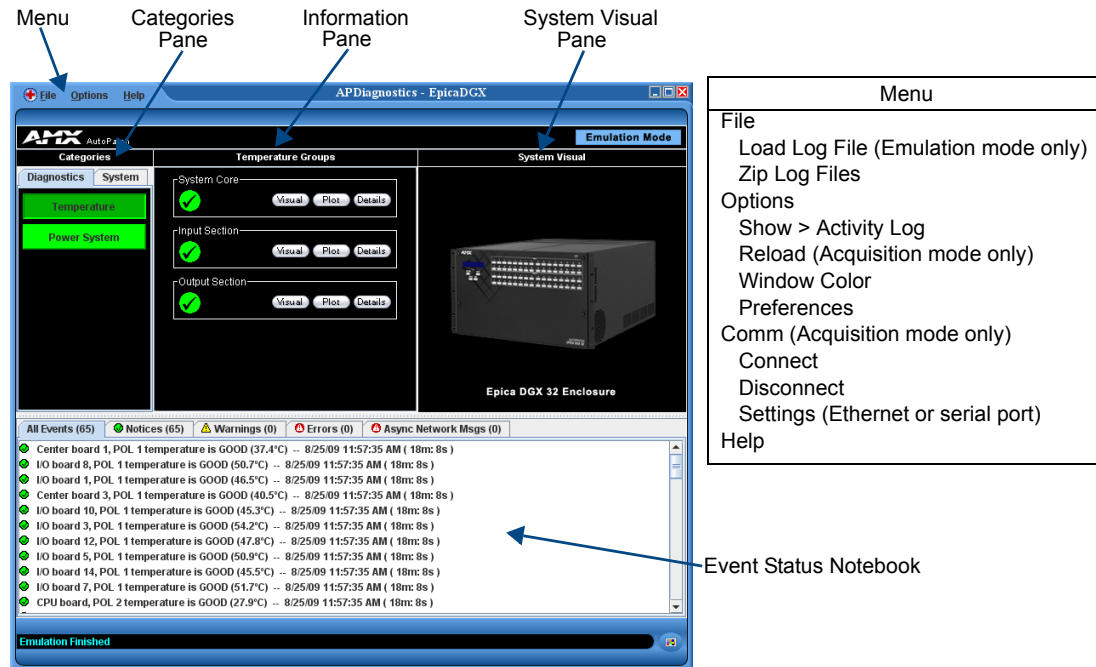 Menu
Categories Pane
Information Pane
System Visual Pane
File Options Help
APDiagnostics - EpicaDGX
AMX AutoPatch
Emulation Mode
Categories
Temperature Groups
System Visual
Diagnostics System
Temperature
Power System
System Core
Visual Plot Details
Input Section
Visual Plot Details
Output Section
Visual Plot Details
AMX
Epica DGX 32 Enclosure
All Events (65) Notices (65) Warnings (0) Errors (0) Async Network Msgs (0)
Center board 1, POL 1 temperature is GOOD (37.4°C) -- 8/25/09 11:57:35 AM ( 18m: 8s )
I/O board 8, POL 1 temperature is GOOD (50.7°C) -- 8/25/09 11:57:35 AM ( 18m: 8s )
I/O board 1, POL 1 temperature is GOOD (46.5°C) -- 8/25/09 11:57:35 AM ( 18m: 8s )
Center board 3, POL 1 temperature is GOOD (40.5°C) -- 8/25/09 11:57:35 AM ( 18m: 8s )
I/O board 10, POL 1 temperature is GOOD (45.3°C) -- 8/25/09 11:57:35 AM ( 18m: 8s )
I/O board 3, POL 1 temperature is GOOD (54.2°C) -- 8/25/09 11:57:35 AM ( 18m: 8s )
I/O board 12, POL 1 temperature is GOOD (47.8°C) -- 8/25/09 11:57:35 AM ( 18m: 8s )
I/O board 5, POL 1 temperature is GOOD (50.9°C) -- 8/25/09 11:57:35 AM ( 18m: 8s )
I/O board 14, POL 1 temperature is GOOD (45.5°C) -- 8/25/09 11:57:35 AM ( 18m: 8s )
I/O board 7, POL 1 temperature is GOOD (51.7°C) -- 8/25/09 11:57:35 AM ( 18m: 8s )
CPU board, POL 2 temperature is GOOD (27.9°C) -- 8/25/09 11:57:35 AM ( 18m: 8s )
Emulation Finished
Menu
File
Load Log File (Emulation mode only)
Zip Log Files
Options
Show > Activity Log
Reload (Acquisition mode only)
Window Color
Preferences
Comm (Acquisition mode only)
Connect
Disconnect
Settings (Ethernet or serial port)
Help
Event Status Notebook